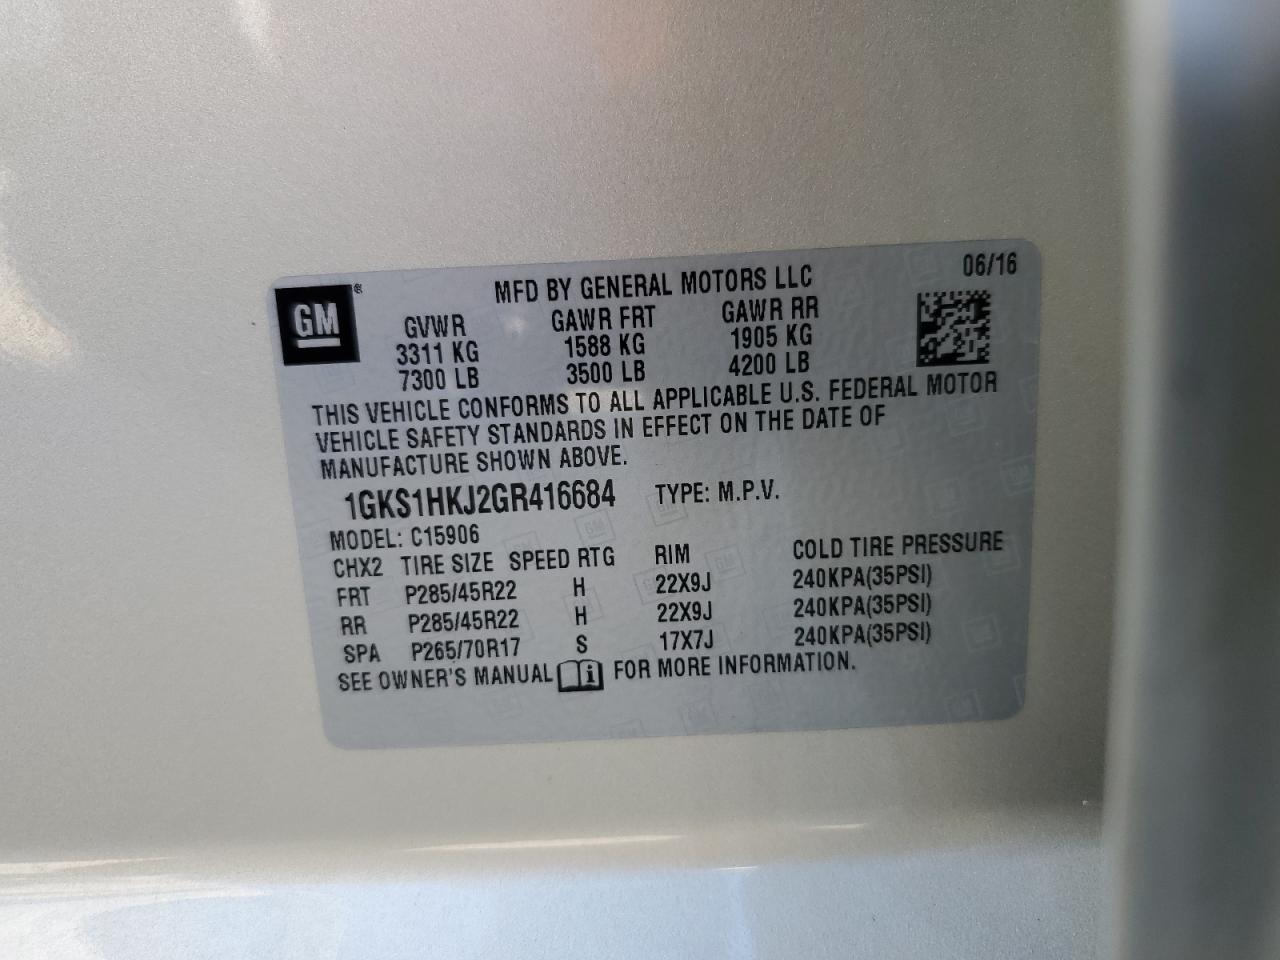 06/16
GM
®
MFD BY GENERAL MOTORS LLC
GVWR GAWR FRT GAWR RR
3311 KG 1588 KG 1905 KG
7300 LB 3500 LB 4200 LB
THIS VEHICLE CONFORMS TO ALL APPLICABLE U.S. FEDERAL MOTOR
VEHICLE SAFETY STANDARDS IN EFFECT ON THE DATE OF
MANUFACTURE SHOWN ABOVE.
1GKS1HKJ2GR416684 TYPE: M.P.V.
MODEL: C15906
CHX2 TIRE SIZE SPEED RTG RIM COLD TIRE PRESSURE
FRT P285/45R22 H 22X9J 240KPA(35PSI)
RR P285/45R22 H 22X9J 240KPA(35PSI)
SPA P265/70R17 S 17X7J 240KPA(35PSI)
SEE OWNER'S MANUAL i FOR MORE INFORMATION.